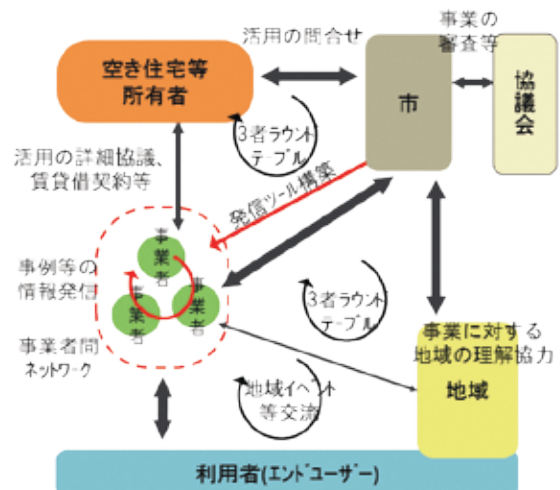 活用の問合せ
事業の
審査等
空き住宅等
所有者
市
協議会
3者ラウント
テーブル
活用の詳細協議、
賃貸借契約等
発信ツール構築
事例等の
情報発信
事業者
事業者
事業者
3者ラウント
テーブル
事業者間
ネットワーク
地域イベント
等交流
事業に対する
地域の理解協力
地域
利用者(エンドユーザー)